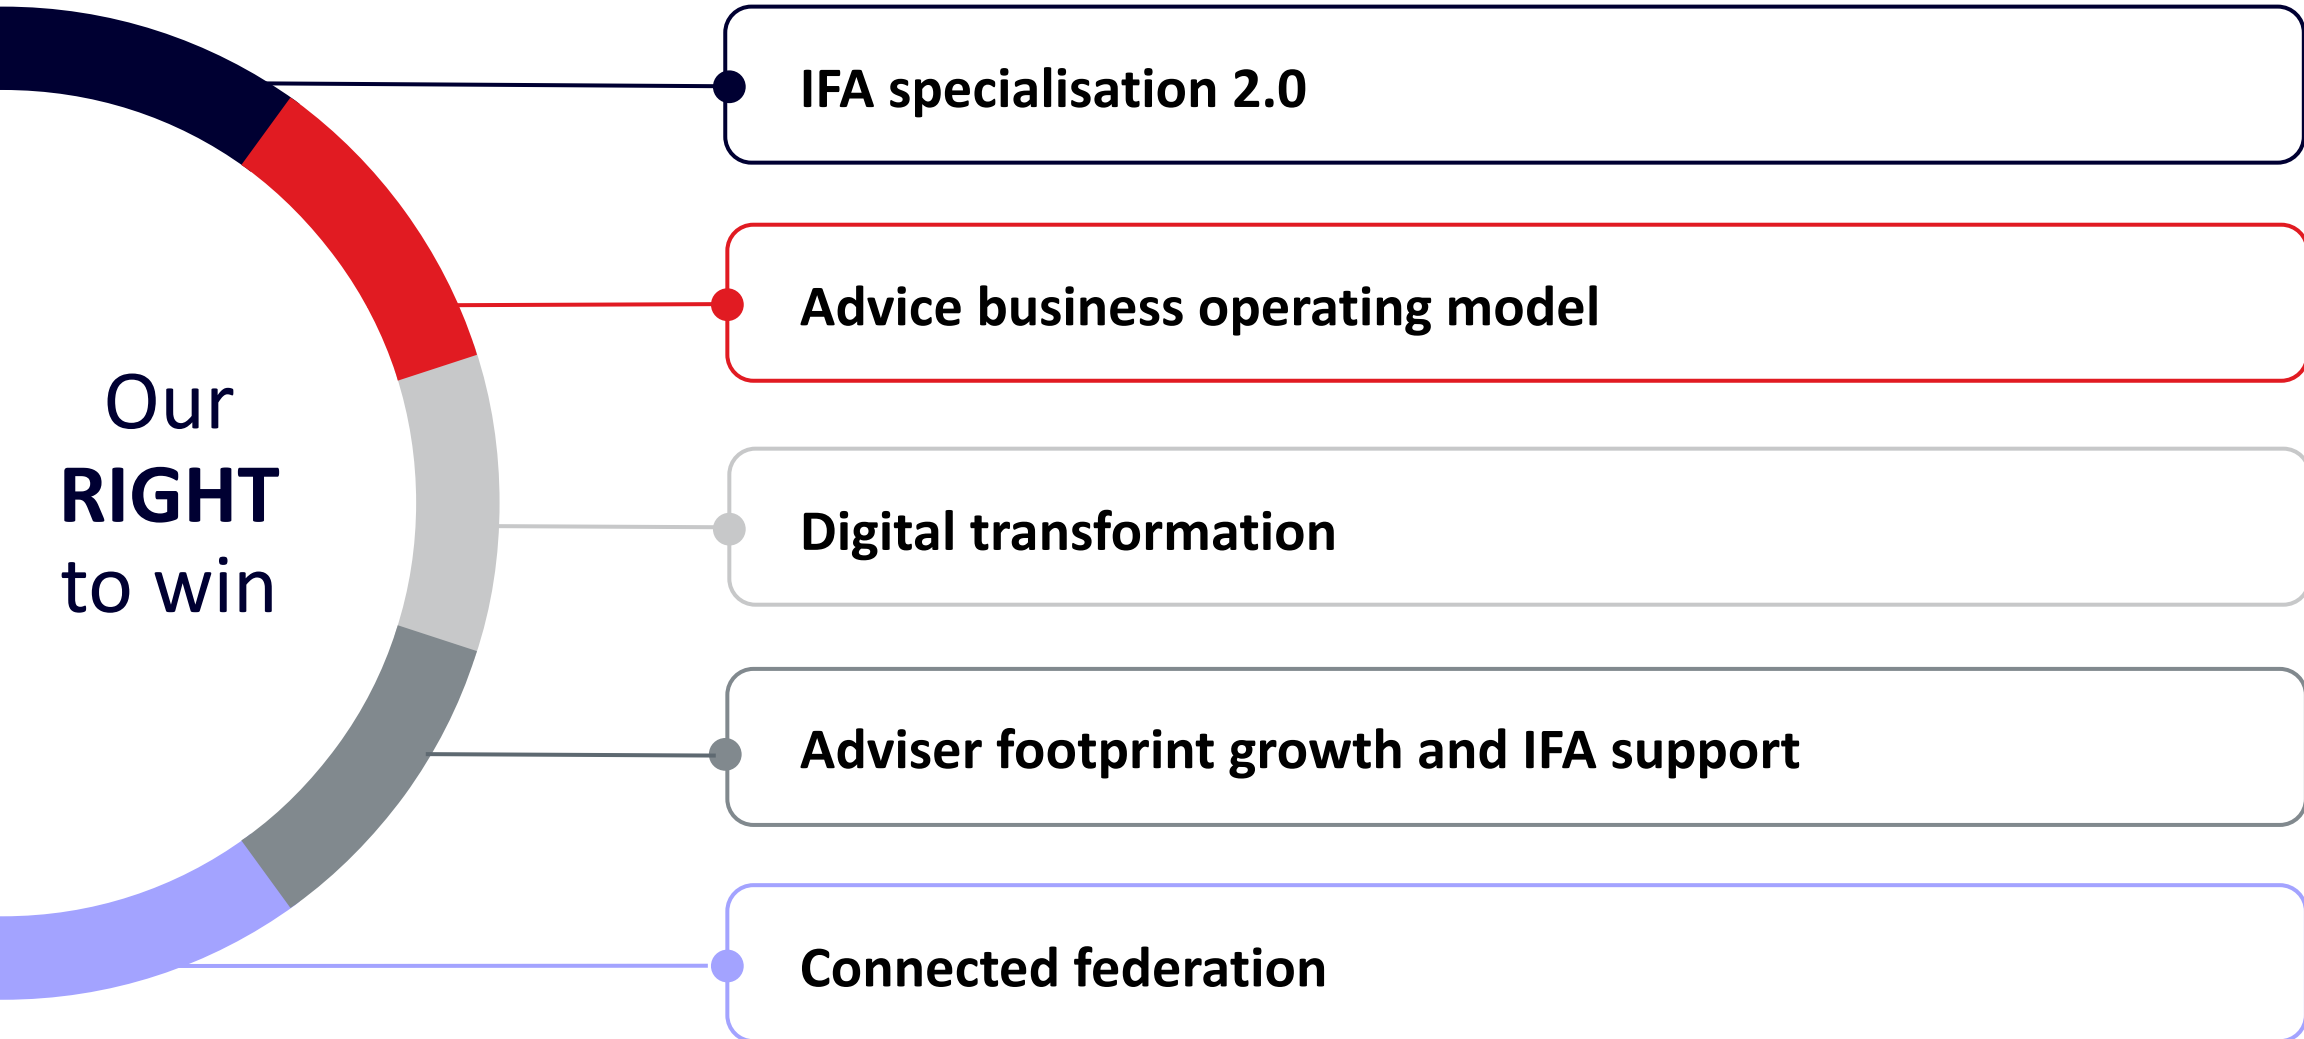 Our
RIGHT
to win
IFA specialisation 2.0
Advice business operating model
Digital transformation
Adviser footprint growth and IFA support
Connected federation